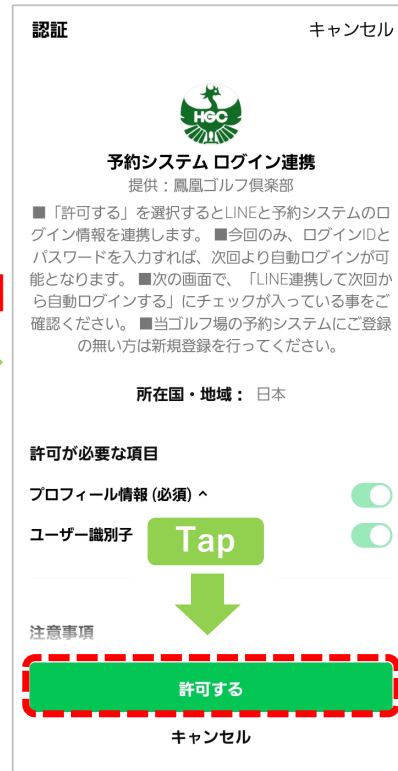 認証
キャンセル
HGC
予約システム ログイン連携
提供：鳳凰ゴルフ倶楽部
■「許可する」を選択するとLINEと予約システムのロ
グイン情報を連携します。 ■今回のみ、ログインIDと
パスワードを入力すれば、次回より自動ログインが可
能となります。 ■次の画面で、「LINE連携して次回か
ら自動ログインする」にチェックが入っている事をご
確認ください。 ■当ゴルフ場の予約システムにご登録
の無い方は新規登録を行ってください。
所在国・地域： 日本
許可が必要な項目
プロフィール情報 (必須) ^
ユーザー識別子
Tap
注意事項
許可する
キャンセル